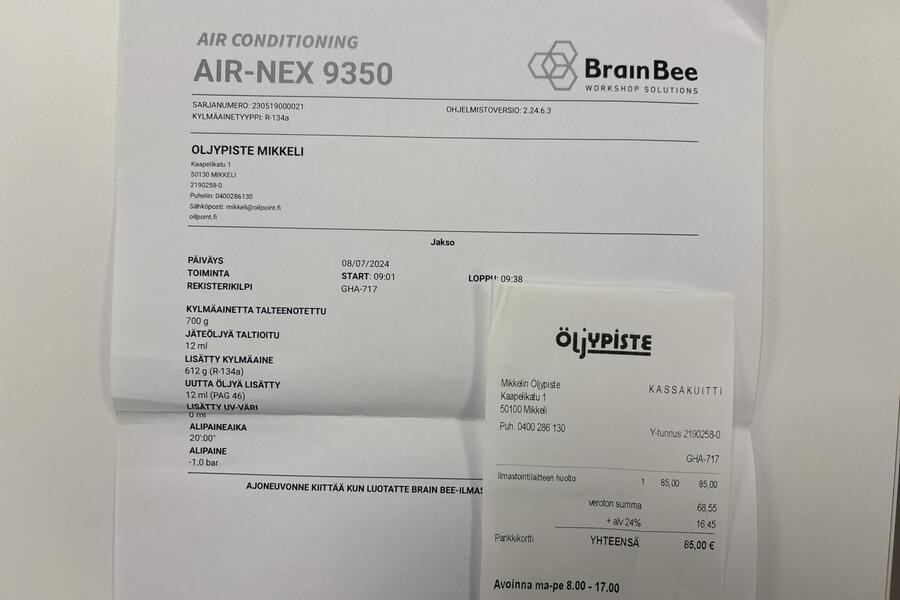 AIR CONDITIONING
AIR-NEX 9350
BrainBee
WORKSHOP SOLUTIONS
SARJANUMERO: 230519000021
OHJELMISTOVERSIO: 2.24.6.3
KYLMÄAINETYYPPI: R-134a
OLJYPISTE MIKKELI
Kaapelikatu 1
50130 MIKKELI
2190258-0
Puhelin: 0400286130
Sähköposti: mikkeli@oilpoint.fi
oilpoint.fi
Jakso
PÄIVÄYS 08/07/2024
TOIMINTA START: 09:01 LOPPU: 09:38
REKISTERIKILPI GHA-717
KYLMÄAINETTA TALTEENOTETTU
700 g
JÄTEÖLJYÄ TALTIOITU
12 ml
LISÄTTY KYLMÄAINE
612 g (R-134a)
UUTTA ÖLJYÄ LISÄTTY
12 ml (PAG 46)
LISÄTTY UV-VÄRI
0 ml
ALIPAINEAIKA
20':00"
ALIPAINE
-1.0 bar
AJONEUVONNE KIITTÄÄ KUN LUOTATTE BRAIN BEE-ILMAS
ÖLJYPISTE
Mikkelin Öljypiste
KASSAKUITTI
Kaapelikatu 1
50100 Mikkeli
Puh. 0400 286 130
Y-tunnus 2190258-0
GHA-717
Ilmastointilaitteen huolto 1 85,00 85,00
veroton summa 68,55
+ alv 24% 16,45
Pankkikortti YHTEENSÄ 85,00 €
Avoinna ma-pe 8.00 - 17.00